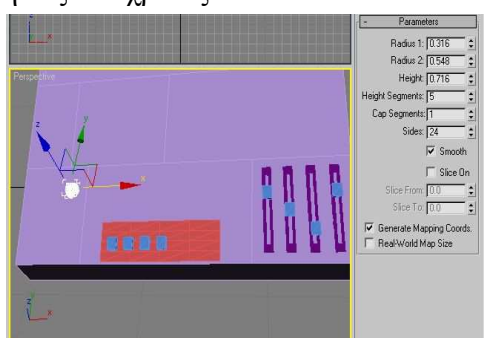 x
Perspective
z
y
x
z
x
- Parameters
Radius 1: 0.316
Radius 2: 0.548
Height: 0.716
Height Segments: 5
Cap Segments: 1
Sides: 24
Smooth
Slice On
Slice From: 0.0
Slice To: 0.0
Generate Mapping Coords.
Real-World Map Size